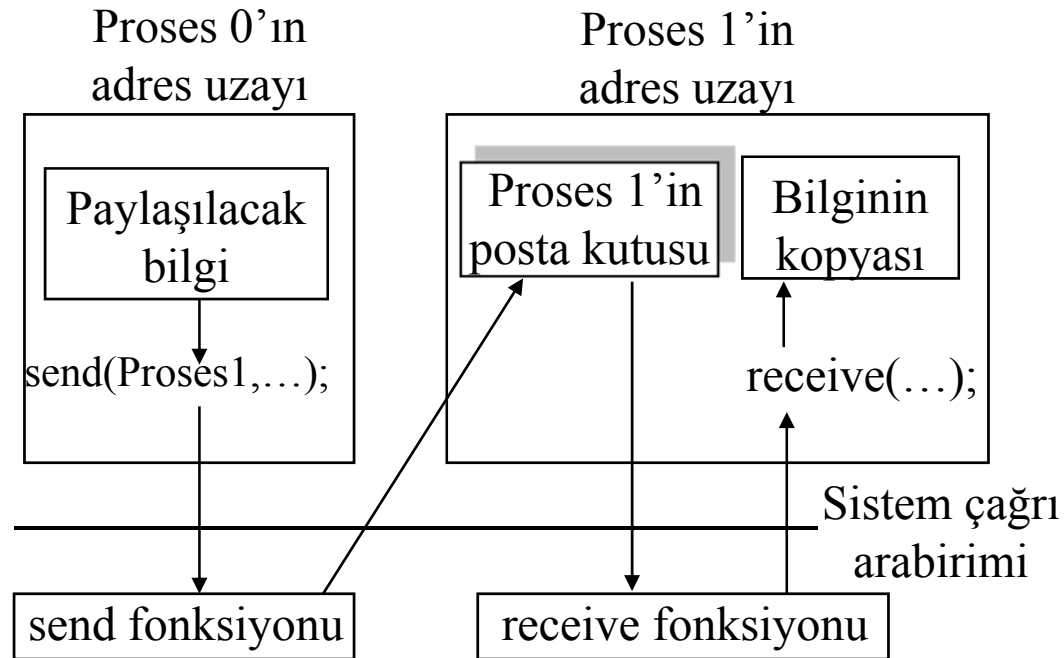 Proses 0’ın
adres uzayı
Proses 1’in
adres uzayı
Paylaşılacak
bilgi
send(Proses1,…);
Proses 1’in
posta kutusu
Bilginin
kopyası
receive(…);
Sistem çağrı
arabirimi
send fonksiyonu
receive fonksiyonu